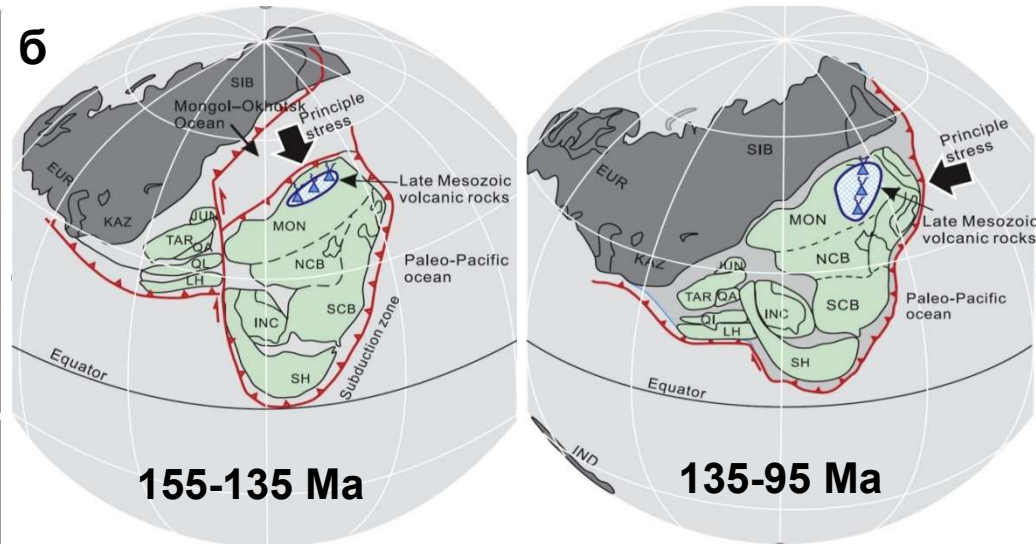 б
SIB
Mongol–Okhotsk
Ocean
Principle
stress
EUR
KAZ
JUN
TAR
QA
QL
LH
MON
Late Mesozoic
volcanic rocks
NCB
Paleo-Pacific
ocean
INC
SCB
SH
Subduction zone
Equator
155-135 Ma
SIB
Principle
stress
EUR
MON
Late Mesozoic
volcanic rocks
KAZ
JUN
NCB
TAR
QA
INC
SCB
Paleo-Pacific
ocean
QL
LH
SH
Equator
IND
135-95 Ma